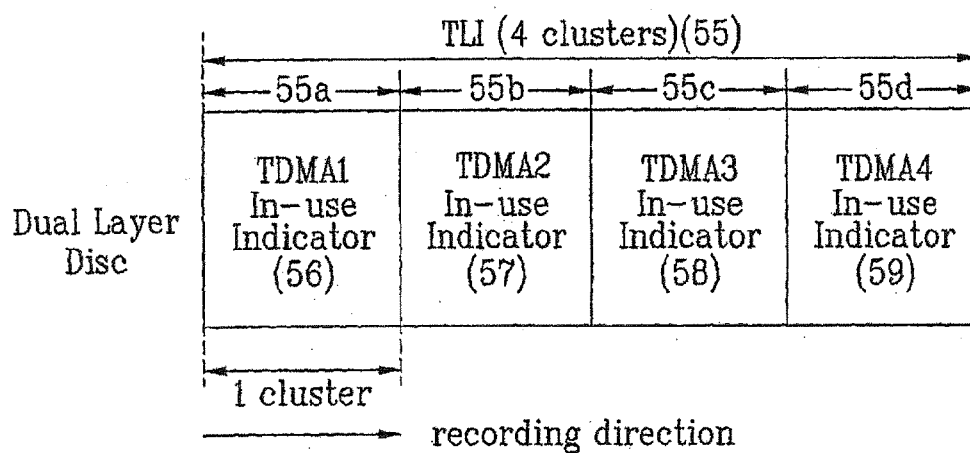 TLI (4 clusters)(55)
55a 55b 55c 55d
Dual Layer
Disc
TDMA1
In-use
Indicator
(56)
TDMA2
In-use
Indicator
(57)
TDMA3
In-use
Indicator
(58)
TDMA4
In-use
Indicator
(59)
1 cluster
recording direction